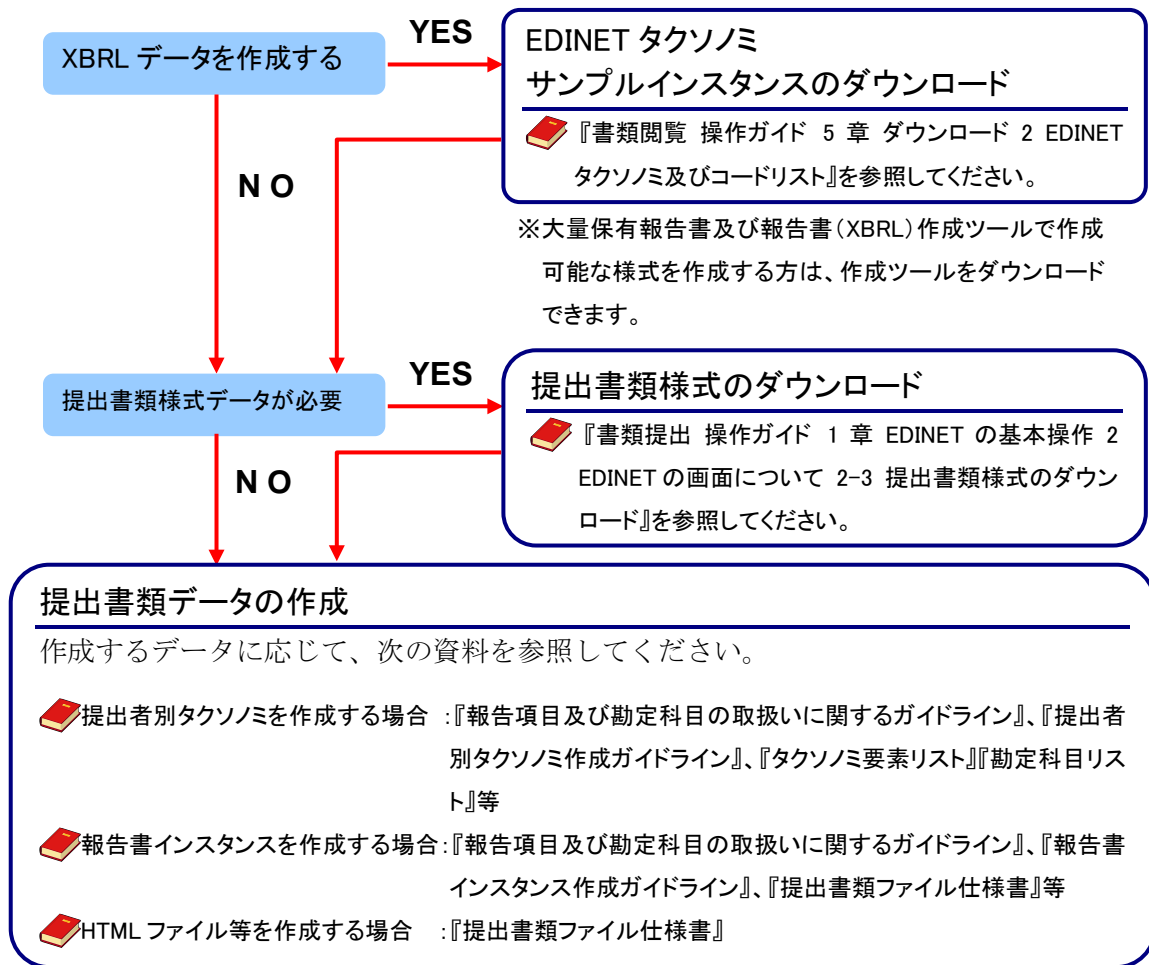 XBRL データを作成する
YES
EDINET タクソノミ
サンプルインスタンスのダウンロード
『書類閲覧 操作ガイド 5 章 ダウンロード 2 EDINET
タクソノミ及びコードリスト』を参照してください。
NO
※大量保有報告書及び報告書(XBRL)作成ツールで作成
可能な様式を作成する方は、作成ツールをダウンロード
できます。
提出書類様式データが必要
YES
提出書類様式のダウンロード
『書類提出 操作ガイド 1 章 EDINET の基本操作 2
EDINET の画面について 2-3 提出書類様式のダウン
ロード』を参照してください。
NO
提出書類データの作成
作成するデータに応じて、次の資料を参照してください。
提出者別タクソノミを作成する場合 :『報告項目及び勘定科目の取扱いに関するガイドライン』、『提出者
別タクソノミ作成ガイドライン』、『タクソノミ要素リスト』『勘定科目リス
ト』等
報告書インスタンスを作成する場合:『報告項目及び勘定科目の取扱いに関するガイドライン』、『報告書
インスタンス作成ガイドライン』、『提出書類ファイル仕様書』等
HTML ファイル等を作成する場合 :『提出書類ファイル仕様書』